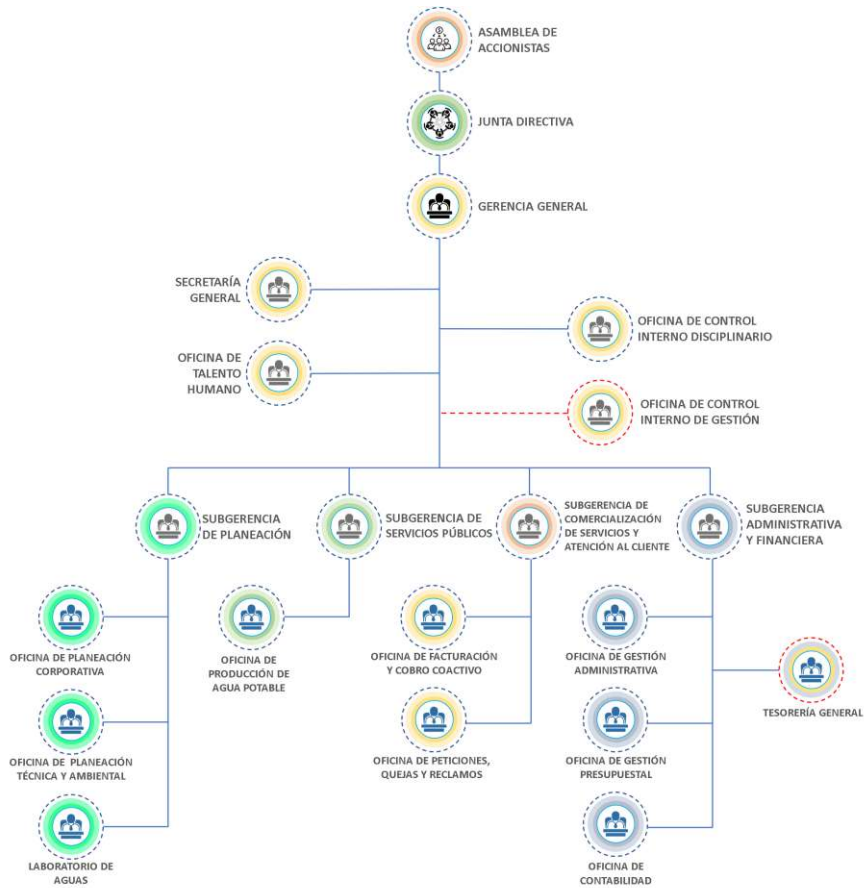 ASAMBLEA DE
ACCIONISTAS
JUNTA DIRECTIVA
GERENCIA GENERAL
SECRETARÍA
GENERAL
OFICINA DE CONTROL
INTERNO DISCIPLINARIO
OFICINA DE
TALENTO
HUMANO
OFICINA DE CONTROL
INTERNO DE GESTIÓN
SUBGERENCIA
DE PLANEACIÓN
SUBGERENCIA DE
SERVICIOS PÚBLICOS
SUBGERENCIA DE
COMERCIALIZACIÓN
DE SERVICIOS Y
ATENCIÓN AL CLIENTE
SUBGERENCIA
ADMINISTRATIVA
Y FINANCIERA
OFICINA DE PLANEACIÓN
CORPORATIVA
OFICINA DE
PRODUCCIÓN DE
AGUA POTABLE
OFICINA DE FACTURACIÓN
Y COBRO COACTIVO
OFICINA DE GESTIÓN
ADMINISTRATIVA
TESORERÍA GENERAL
OFICINA DE PLANEACIÓN
TÉCNICA Y AMBIENTAL
OFICINA DE PETICIONES,
QUEJAS Y RECLAMOS
OFICINA DE GESTIÓN
PRESUPUESTAL
LABORATORIO DE
AGUAS
OFICINA DE
CONTABILIDAD